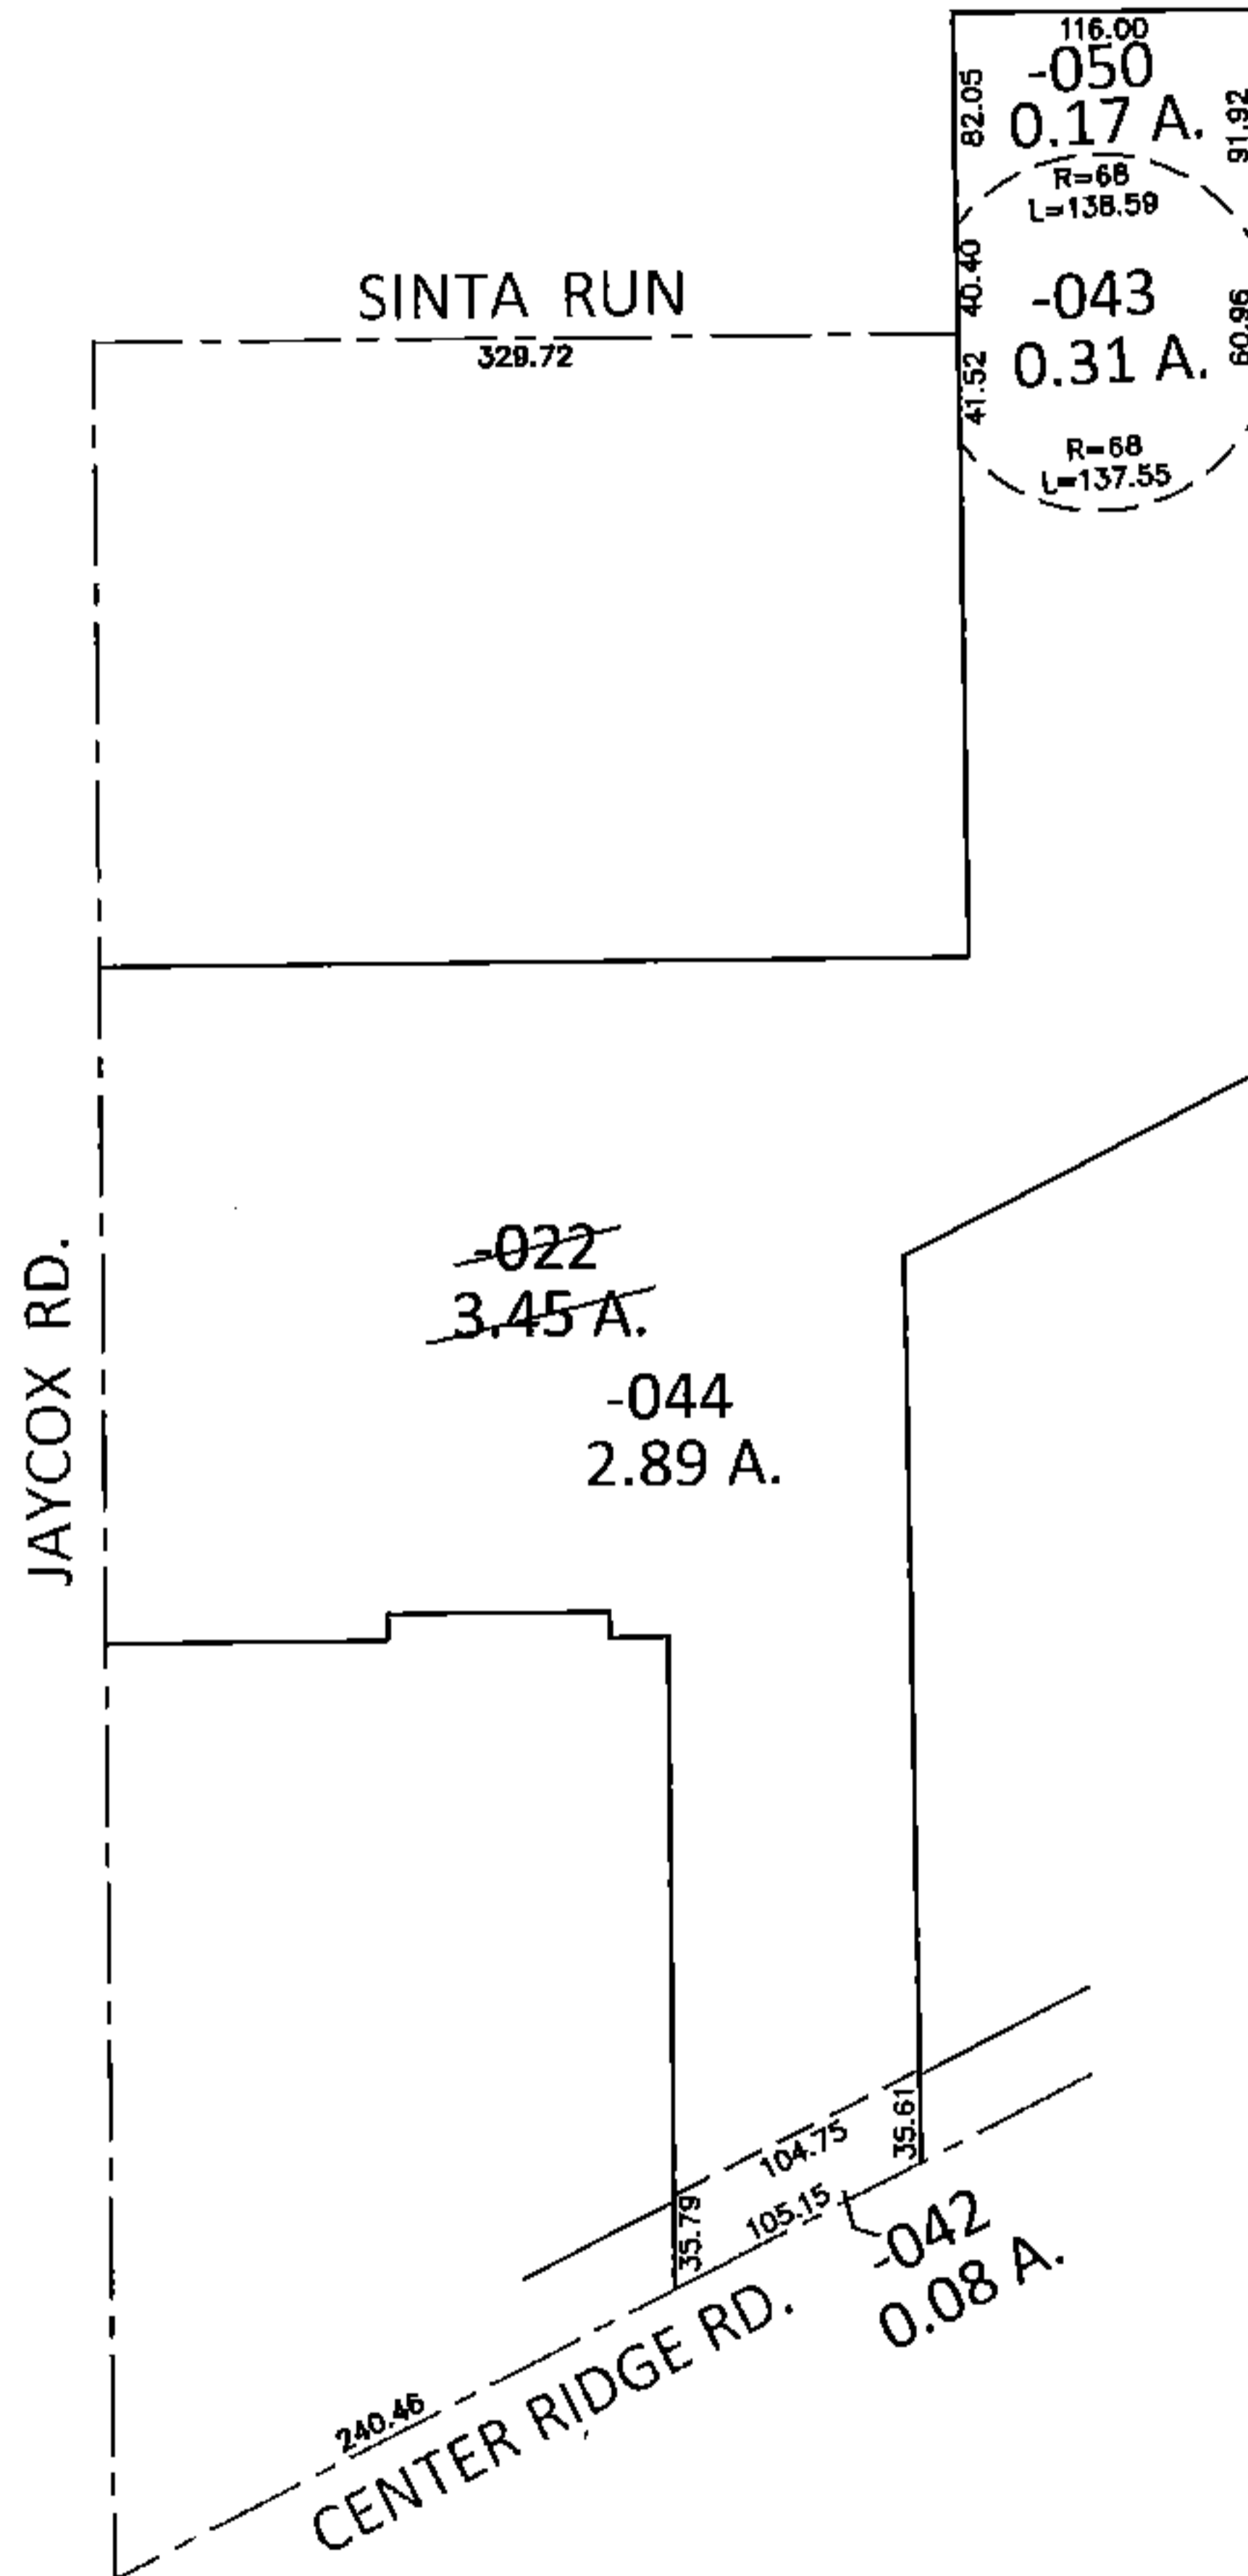 116.00
-050
0.17 A.
82.05
91.92
R=68
L=138.59
SINTA RUN
329.72
40.40
-043
0.31 A.
60.96
41.52
R=68
L=137.55
JAYCOX RD.
-022
3.45 A.
-044
2.89 A.
104.75
35.61
105.15
35.79
-042
0.08 A.
240.46
CENTER RIDGE RD.